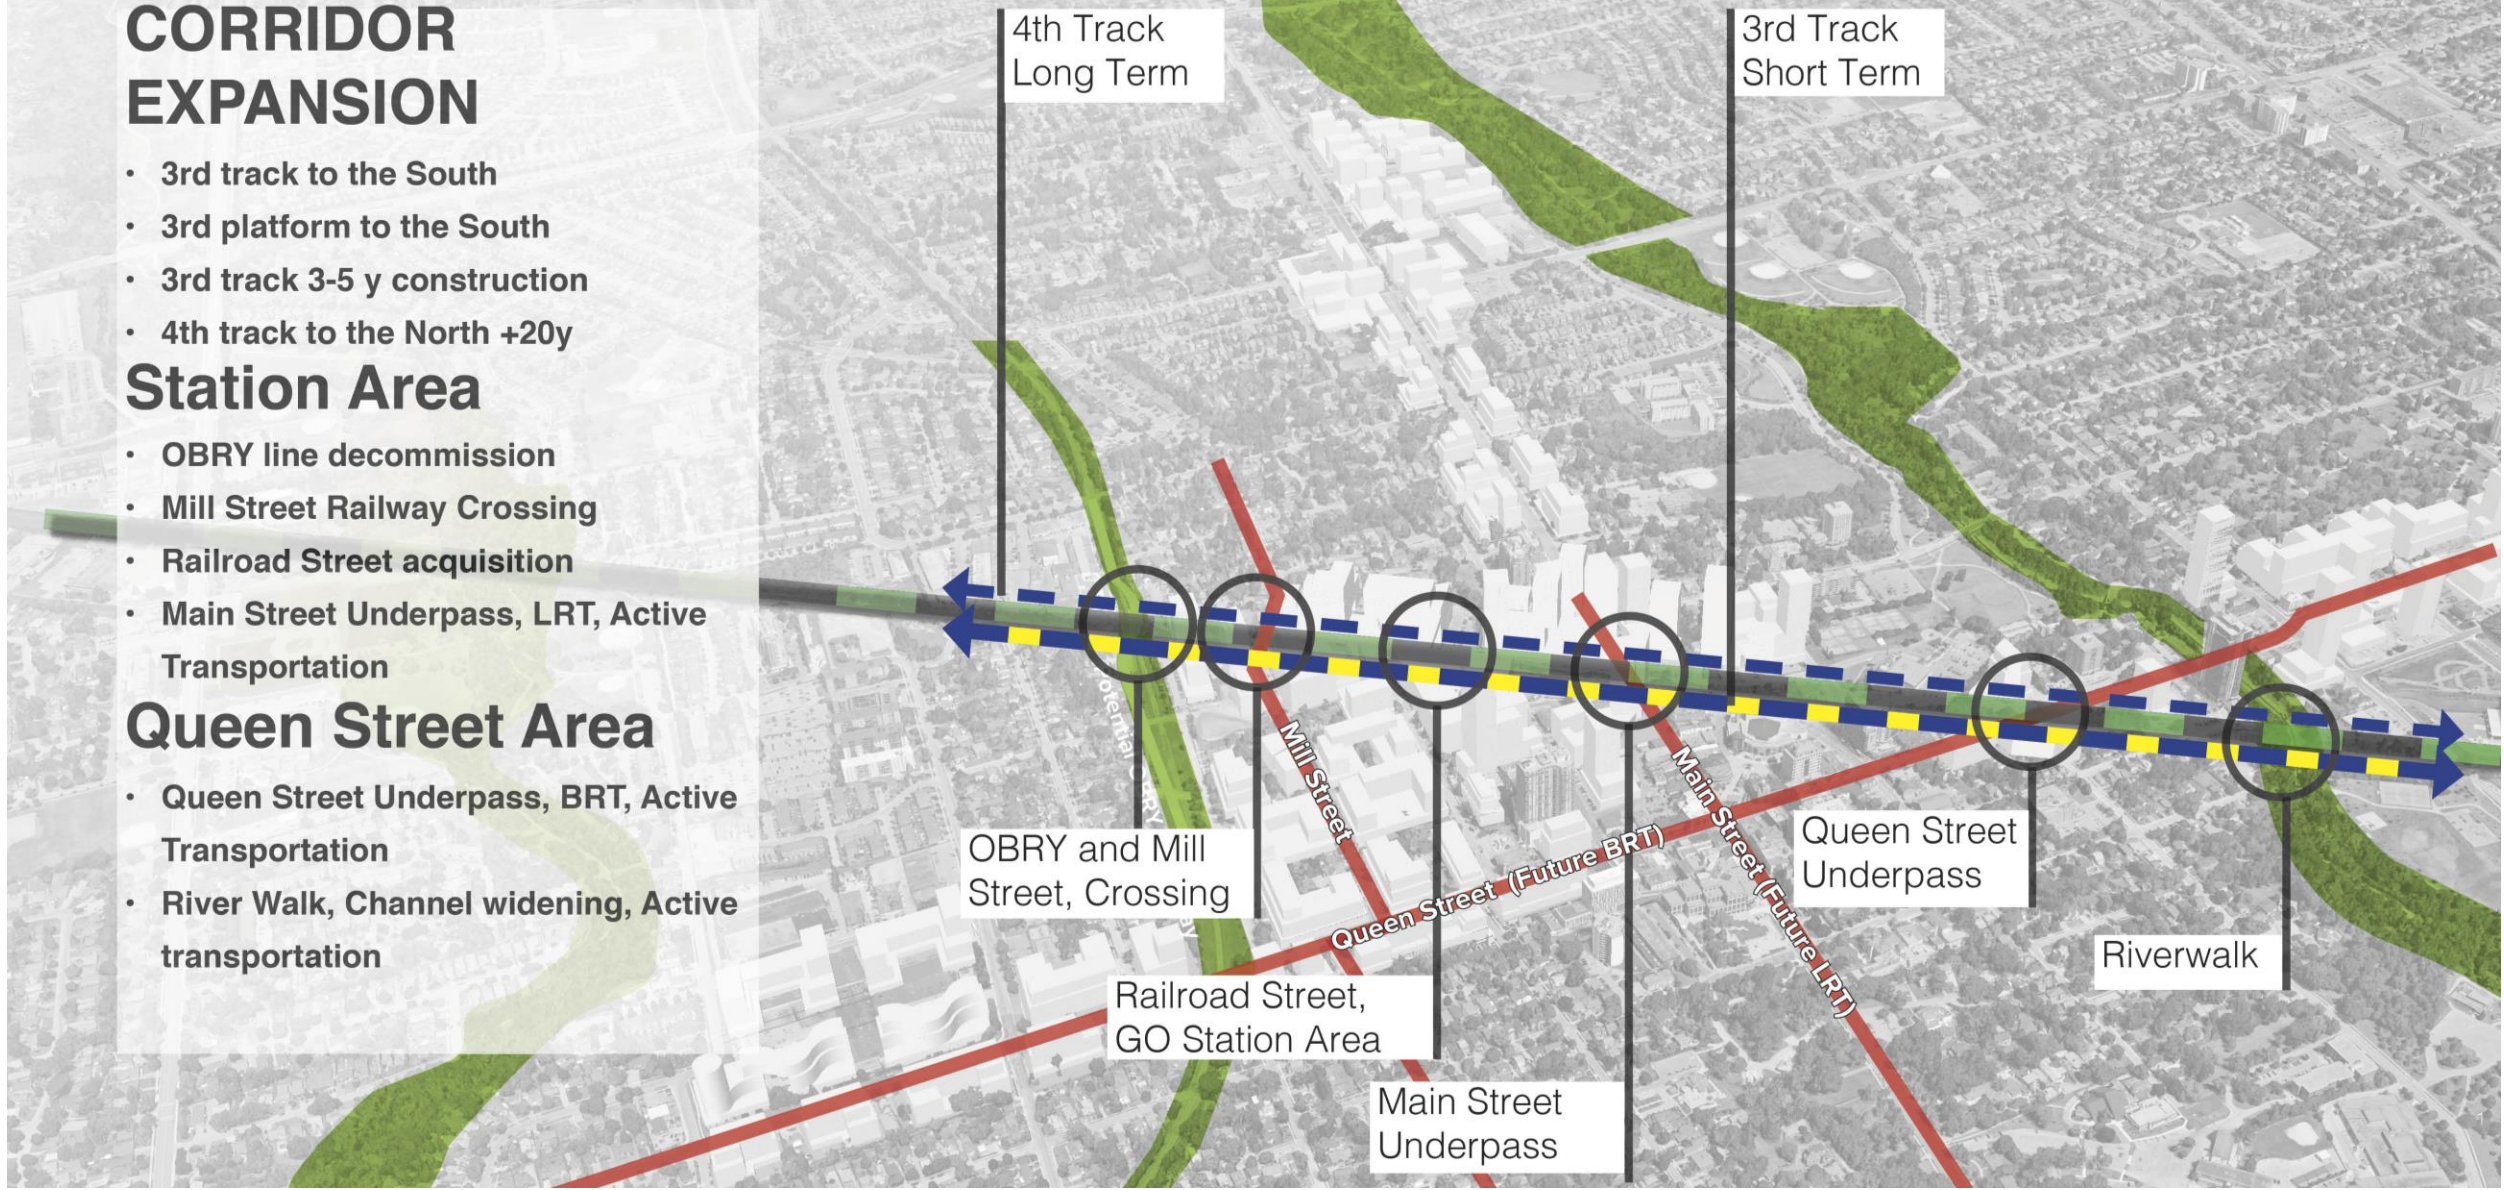 CORRIDOR
EXPANSION
• 3rd track to the South
• 3rd platform to the South
• 3rd track 3-5 y construction
• 4th track to the North +20y
Station Area
• OBRY line decommission
• Mill Street Railway Crossing
• Railroad Street acquisition
• Main Street Underpass, LRT, Active
Transportation
Queen Street Area
• Queen Street Underpass, BRT, Active
Transportation
• River Walk, Channel widening, Active
transportation
4th Track
Long Term
3rd Track
Short Term
Mill Street
Main Street (Future LRT)
Queen Street (Future BRT)
OBRY and Mill
Street, Crossing
Queen Street
Underpass
Riverwalk
Railroad Street,
GO Station Area
Main Street
Underpass